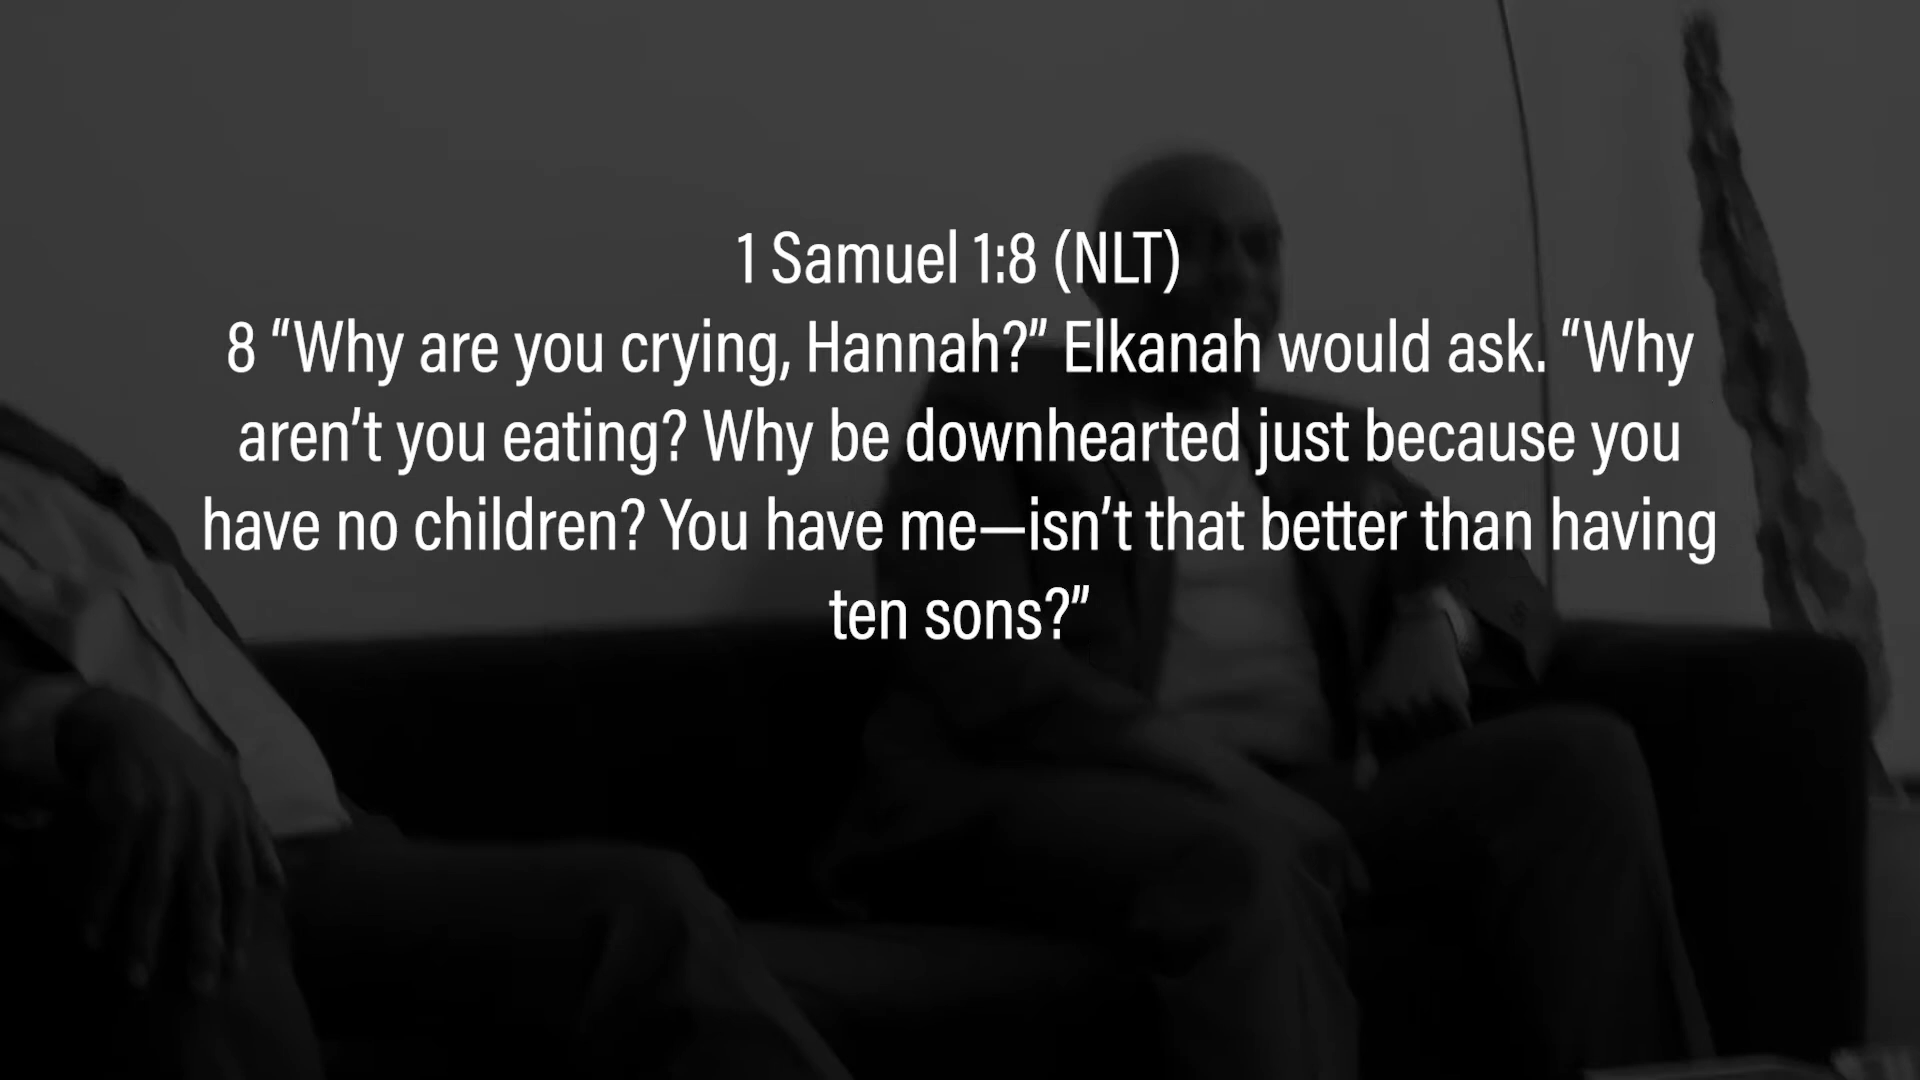 1 Samuel 1:8 (NLT)
8 “Why are you crying, Hannah?” Elkanah would ask. “Why
aren’t you eating? Why be downhearted just because you
have no children? You have me—isn’t that better than having
ten sons?”